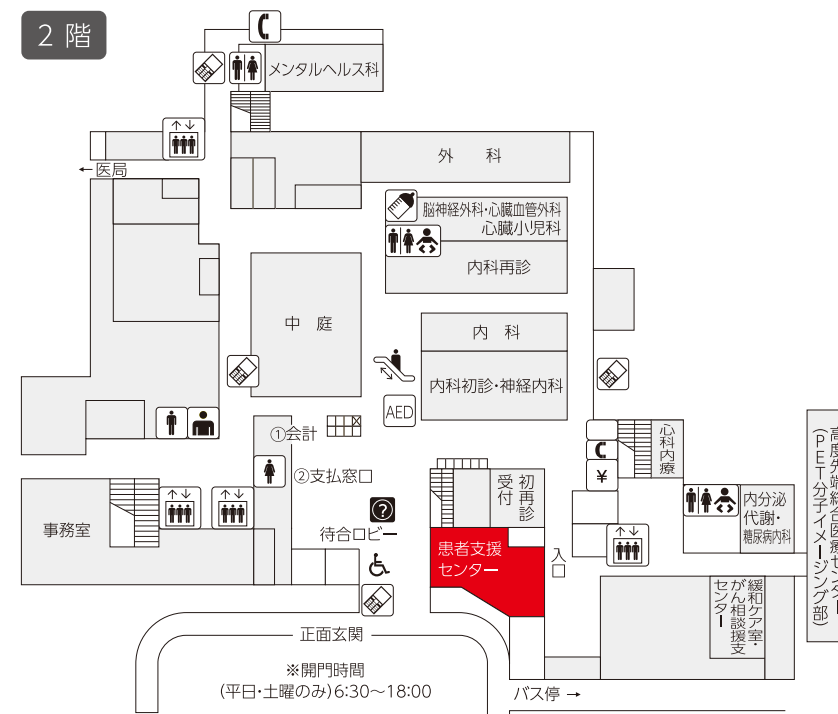 2 階
メンタルヘルス科
←医局
外 科
脳神経外科・心臓血管外科
心臓小児科
内科再診
中 庭
内 科
内科初診・神経内科
AED
①会計
②支払窓口
待合ロビー
事務室
初再診
受付
患者支援
センター
入口
¥
心療内科
内分泌
代謝・
糖尿病内科
高度先端総合医療センター
(PET分子イメージング部)
緩和ケア室・
がん相談支援
センター
正面玄関
※開門時間
(平日・土曜のみ)6:30~18:00
バス停 →